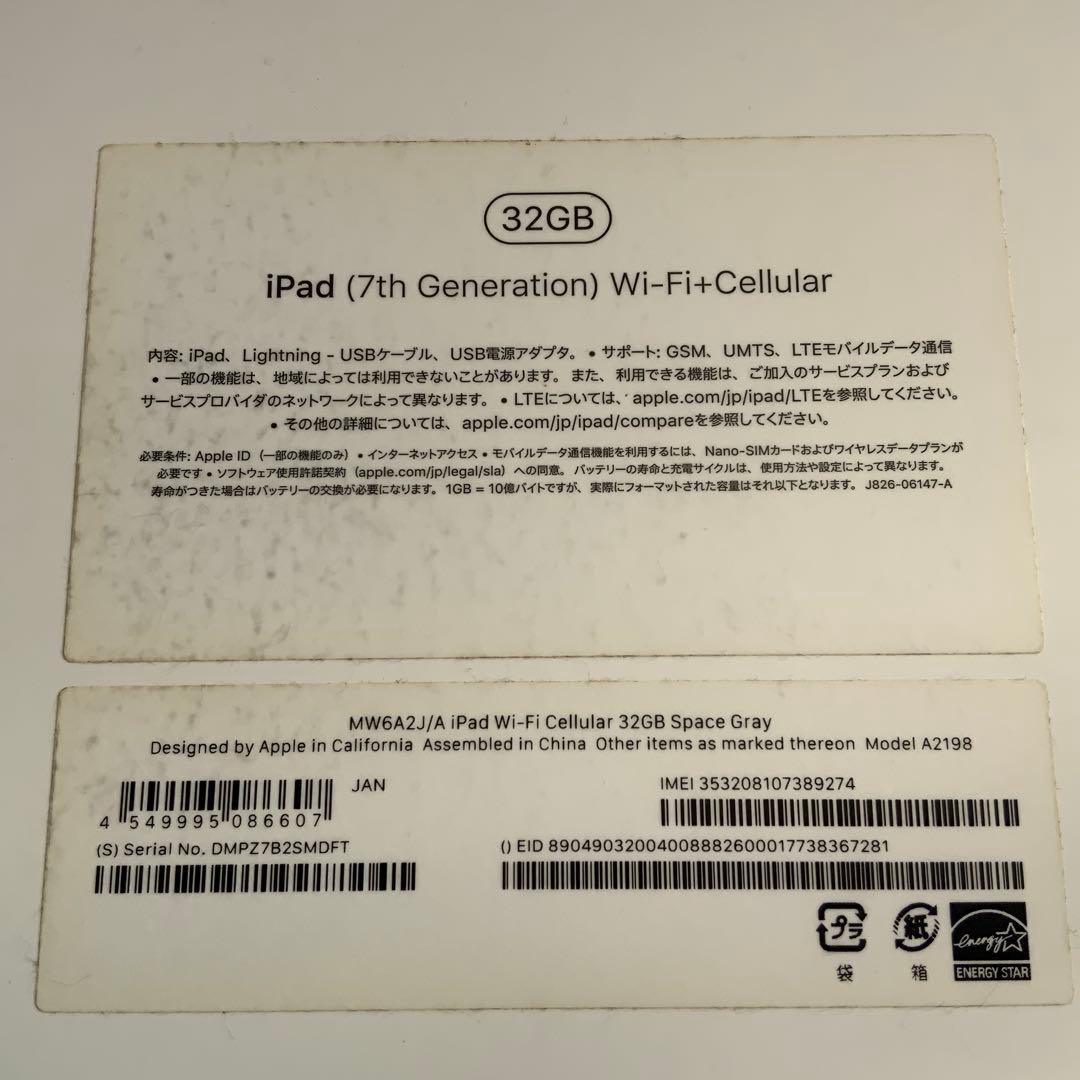 32GB
iPad (7th Generation) Wi-Fi+Cellular
内容: iPad、Lightning - USBケーブル、USB電源アダプタ。 • サポート: GSM、UMTS、LTEモバイルデータ通信
• 一部の機能は、地域によっては利用できないことがあります。また、利用できる機能は、ご加入のサービスプランおよび
サービスプロバイダのネットワークによって異なります。 • LTEについては、apple.com/jp/ipad/LTEを参照してください。
• その他の詳細については、apple.com/jp/ipad/compareを参照してください。
必要条件: Apple ID（一部の機能のみ）• インターネットアクセス • モバイルデータ通信機能を利用するには、Nano-SIMカードおよびワイヤレスデータプランが
必要です • ソフトウェア使用許諾契約（apple.com/jp/legal/sla）への同意。バッテリーの寿命と充電サイクルは、使用方法や設定によって異なります。
寿命がつきた場合はバッテリーの交換が必要になります。1GB = 10億バイトですが、実際にフォーマットされた容量はそれ以下となります。 J826-06147-A
MW6A2J/A iPad Wi-Fi Cellular 32GB Space Gray
Designed by Apple in California Assembled in China Other items as marked thereon Model A2198
JAN
4 549995 086607
IMEI 353208107389274
(S) Serial No. DMPZ7B2SMDFT
() EID 89049032004008882600017738367281
プラ
袋
紙
箱
energy
ENERGY STAR